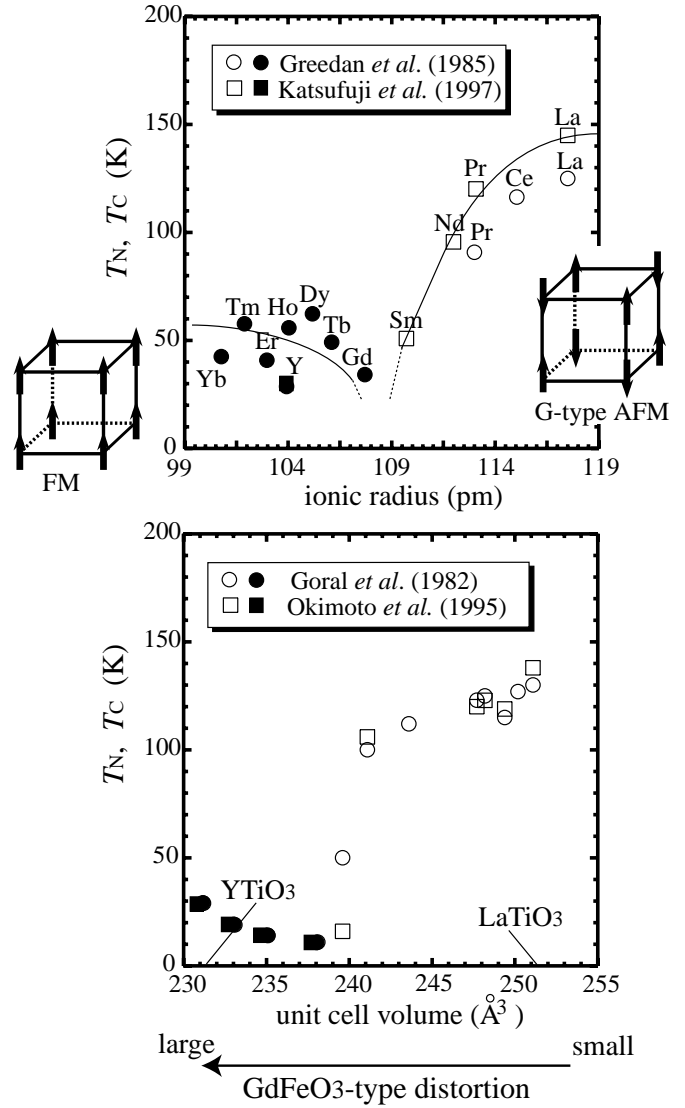 200
Greedan et al. (1985)
Katsufuji et al. (1997)
150
La
La
Pr
Ce
TN, TC (K)
100
Nd
Pr
Dy
Tm
Ho
Tb
50
Sm
Er
Gd
Yb
Y
G-type AFM
0
FM
99
104
109
114
119
ionic radius (pm)
200
Goral et al. (1982)
Okimoto et al. (1995)
150
TN, TC (K)
100
50
YTiO3
LaTiO3
0
230
235
240
245
250
255
unit cell volume (Å3)
large
small
GdFeO3-type distortion